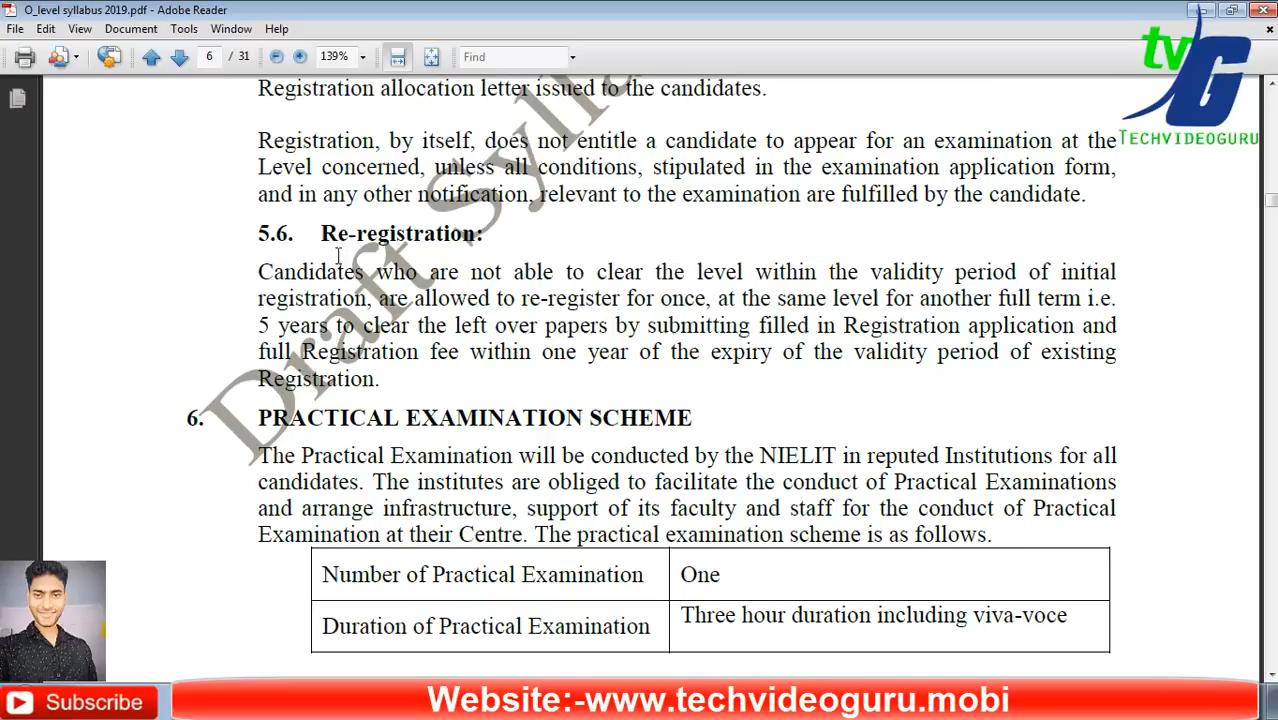 O_level syllabus 2019.pdf - Adobe Reader
File Edit View Document Tools Window Help
6 / 31 139% Find
tv
G
TECHVIDEOGURU
Registration allocation letter issued to the candidates.
Registration, by itself, does not entitle a candidate to appear for an examination at the
Level concerned, unless all conditions, stipulated in the examination application form,
and in any other notification, relevant to the examination are fulfilled by the candidate.
5.6. Re-registration:
Candidates who are not able to clear the level within the validity period of initial
registration, are allowed to re-register for once, at the same level for another full term i.e.
5 years to clear the left over papers by submitting filled in Registration application and
full Registration fee within one year of the expiry of the validity period of existing
Registration.
Draft Sylla
6. PRACTICAL EXAMINATION SCHEME
The Practical Examination will be conducted by the NIELIT in reputed Institutions for all
candidates. The institutes are obliged to facilitate the conduct of Practical Examinations
and arrange infrastructure, support of its faculty and staff for the conduct of Practical
Examination at their Centre. The practical examination scheme is as follows.
Number of Practical Examination One
Duration of Practical Examination Three hour duration including viva-voce
Subscribe
Website:-www.techvideoguru.mobi